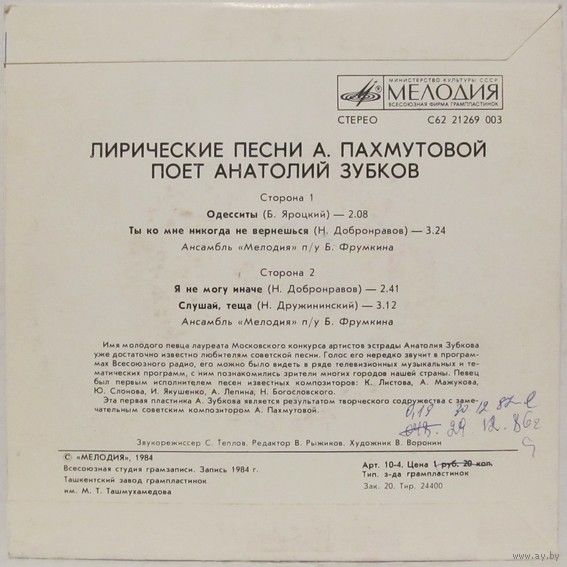 МИНИСТЕРСТВО КУЛЬТУРЫ СССР
МЕЛОДИЯ
ВСЕСОЮЗНАЯ ФИРМА ГРАМПЛАСТИНОК
СТЕРЕО С62 21269 003
ЛИРИЧЕСКИЕ ПЕСНИ А. ПАХМУТОВОЙ
ПОЕТ АНАТОЛИЙ ЗУБКОВ
Сторона 1
Одесситы (Б. Яроцкий) — 2.08
Ты ко мне никогда не вернешься (Н. Добронравов) — 3.24
Ансамбль «Мелодия» п/у Б. Фрумкина
Сторона 2
Я не могу иначе (Н. Добронравов) — 2.41
Слушай, теща (Н. Дружининский) — 3.12
Ансамбль «Мелодия» п/у Б. Фрумкина
Имя молодого певца лауреата Московского конкурса артистов эстрады Анатолия Зубкова
уже достаточно известно любителям советской песни. Голос его нередко звучит в програм-
мах Всесоюзного радио, его можно было видеть в ряде телевизионных музыкальных и те-
матических программ, с ним познакомились зрители многих городов нашей страны. Певец
был первым исполнителем песен известных композиторов: К. Листова, А. Мажукова,
Ю. Слонова, И. Якушенко, А. Лепина, Н. Богословского.
Эта первая пластинка А. Зубкова является результатом творческого содружества с заме-
чательным советским композитором А. Пахмутовой.
Звукорежиссер С. Теплов. Редактор В. Рыжиков. Художник В. Воронин
© «МЕЛОДИЯ», 1984
Всесоюзная студия грамзаписи. Запись 1984 г.
Ташкентский завод грампластинок
им. М. Т. Ташмухамедова
Арт. 10-4. Цена 1 руб. 20 коп.
Тип. з-да грампластинок
Зак. 20. Тир. 24400
www.ay.by